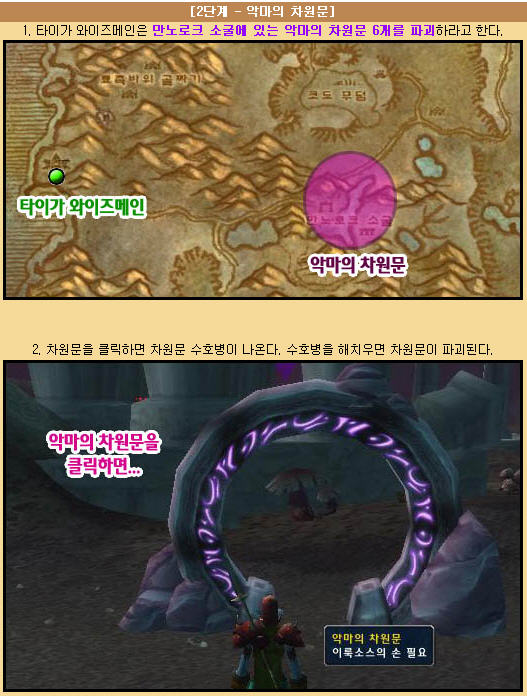 [2단계 - 악마의 차원문]
1. 타이가 와이즈메인은 만노로크 소굴에 있는 악마의 차원문 6개를 파괴하라고 한다.
코도 무덤
타이가 와이즈메인
만노로크 소굴
악마의 차원문
2. 차원문을 클릭하면 차원문 수호병이 나온다. 수호병을 해치우면 차원문이 파괴된다.
악마의 차원문을
클릭하면...
악마의 차원문
이룩소스의 손 필요